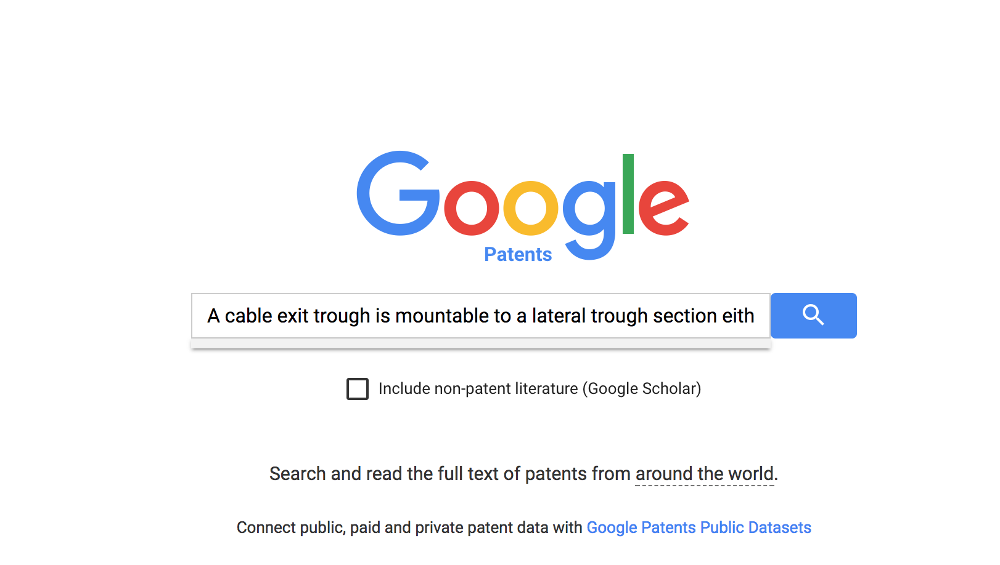 Google
Patents
A cable exit trough is mountable to a lateral trough section eith
Include non-patent literature (Google Scholar)
Search and read the full text of patents from around the world.
Connect public, paid and private patent data with Google Patents Public Datasets